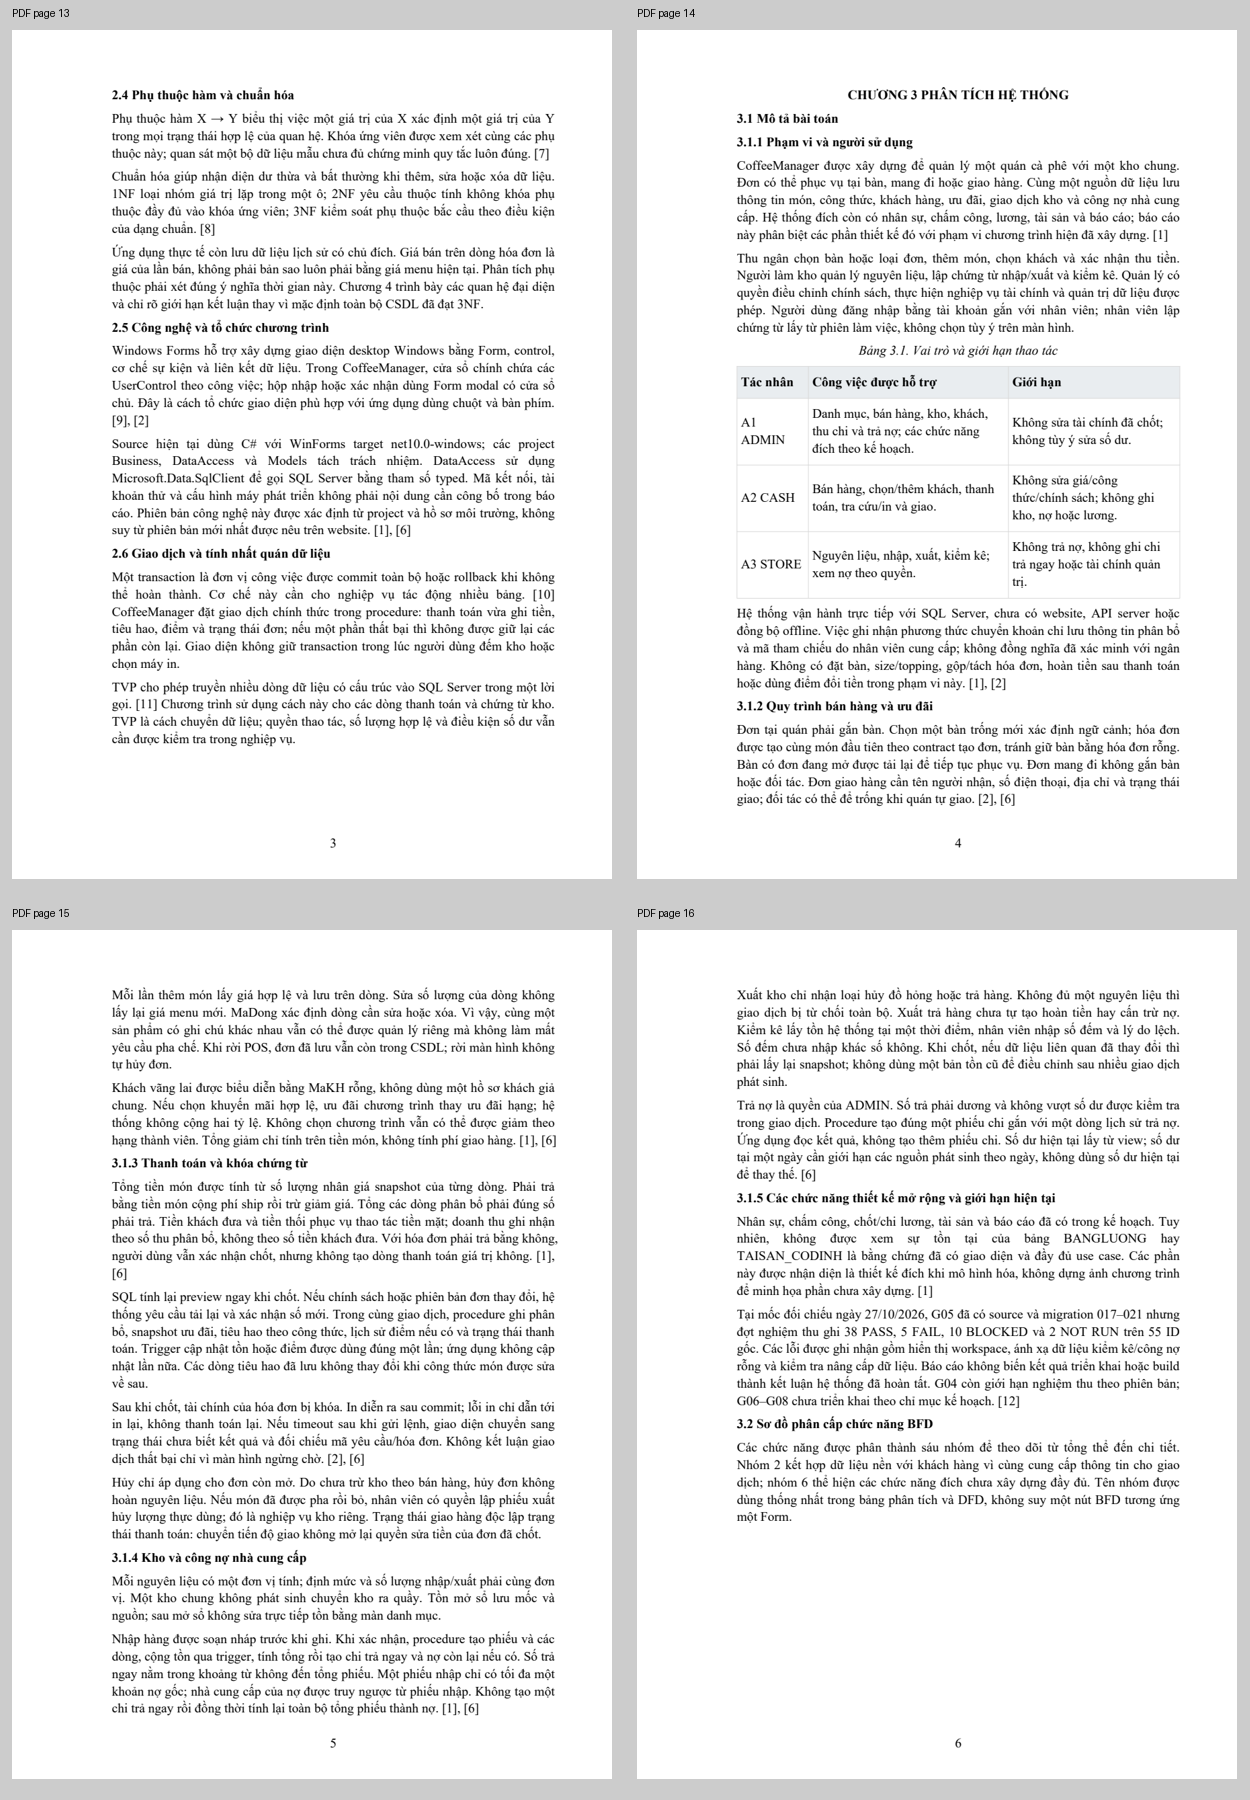 PDF page 13
2.4 Phụ thuộc hàm và chuẩn hóa
Phụ thuộc hàm X → Y biểu thị việc một giá trị của X xác định một giá trị của Y
trong mọi trạng thái hợp lệ của quan hệ. Khóa ứng viên được xem xét cùng các phụ
thuộc này; quan sát một bộ dữ liệu mẫu chưa đủ chứng minh quy tắc luôn đúng. [7]
Chuẩn hóa giúp nhận diện dư thừa và bất thường khi thêm, sửa hoặc xóa dữ liệu.
1NF loại nhóm giá trị lặp trong một ô; 2NF yêu cầu thuộc tính không khóa phụ
thuộc đầy đủ vào khóa ứng viên; 3NF kiểm soát phụ thuộc bắc cầu theo điều kiện
của dạng chuẩn. [8]
Ứng dụng thực tế còn lưu dữ liệu lịch sử có chủ đích. Giá bán trên dòng hóa đơn là
giá của lần bán, không phải bản sao luôn phải bằng giá menu hiện tại. Phân tích phụ
thuộc phải xét đúng ý nghĩa thời gian này. Chương 4 trình bày các quan hệ đại diện
và chỉ rõ giới hạn kết luận thay vì mặc định toàn bộ CSDL đã đạt 3NF.
2.5 Công nghệ và tổ chức chương trình
Windows Forms hỗ trợ xây dựng giao diện desktop Windows bằng Form, control,
cơ chế sự kiện và liên kết dữ liệu. Trong CoffeeManager, cửa sổ chính chứa các
UserControl theo công việc; hộp nhập hoặc xác nhận dùng Form modal có cửa sổ
chủ. Đây là cách tổ chức giao diện phù hợp với ứng dụng dùng chuột và bàn phím.
[9], [2]
Source hiện tại dùng C# với WinForms target net10.0-windows; các project
Business, DataAccess và Models tách trách nhiệm. DataAccess sử dụng
Microsoft.Data.SqlClient để gọi SQL Server bằng tham số typed. Mã kết nối, tài
khoản thử và cấu hình máy phát triển không phải nội dung cần công bố trong báo
cáo. Phiên bản công nghệ này được xác định từ project và hồ sơ môi trường, không
suy từ phiên bản mới nhất được nêu trên website. [1], [6]
2.6 Giao dịch và tính nhất quán dữ liệu
Một transaction là đơn vị công việc được commit toàn bộ hoặc rollback khi không
thể hoàn thành. Cơ chế này cần cho nghiệp vụ tác động nhiều bảng. [10]
CoffeeManager đặt giao dịch chính thức trong procedure: thanh toán vừa ghi tiền,
tiêu hao, điểm và trạng thái đơn; nếu một phần thất bại thì không được giữ lại các
phần còn lại. Giao diện không giữ transaction trong lúc người dùng đếm kho hoặc
chọn máy in.
TVP cho phép truyền nhiều dòng dữ liệu có cấu trúc vào SQL Server trong một lời
gọi. [11] Chương trình sử dụng cách này cho các dòng thanh toán và chứng từ kho.
TVP là cách chuyển dữ liệu; quyền thao tác, số lượng hợp lệ và điều kiện số dư vẫn
cần được kiểm tra trong nghiệp vụ.
3
PDF page 14
CHƯƠNG 3 PHÂN TÍCH HỆ THỐNG
3.1 Mô tả bài toán
3.1.1 Phạm vi và người sử dụng
CoffeeManager được xây dựng để quản lý một quán cà phê với một kho chung.
Đơn có thể phục vụ tại bàn, mang đi hoặc giao hàng. Cùng một nguồn dữ liệu lưu
thông tin món, công thức, khách hàng, ưu đãi, giao dịch kho và công nợ nhà cung
cấp. Hệ thống đích còn có nhân sự, chấm công, lương, tài sản và báo cáo; báo cáo
này phân biệt các phần thiết kế đó với phạm vi chương trình hiện đã xây dựng. [1]
Thu ngân chọn bàn hoặc loại đơn, thêm món, chọn khách và xác nhận thu tiền.
Người làm kho quản lý nguyên liệu, lập chứng từ nhập/xuất và kiểm kê. Quản lý có
quyền điều chỉnh chính sách, thực hiện nghiệp vụ tài chính và quản trị dữ liệu được
phép. Người dùng đăng nhập bằng tài khoản gắn với nhân viên; nhân viên lập
chứng từ lấy từ phiên làm việc, không chọn tùy ý trên màn hình.
Bảng 3.1. Vai trò và giới hạn thao tác
Tác nhân Công việc được hỗ trợ Giới hạn
A1 ADMIN Danh mục, bán hàng, kho, khách, thu chi và trả nợ; các chức năng đích theo kế hoạch. Không sửa tài chính đã chốt; không tùy ý sửa số dư.
A2 CASH Bán hàng, chọn/thêm khách, thanh toán, tra cứu/in và giao. Không sửa giá/công thức/chính sách; không ghi kho, nợ hoặc lương.
A3 STORE Nguyên liệu, nhập, xuất, kiểm kê; xem nợ theo quyền. Không trả nợ, không ghi chi trả ngay hoặc tài chính quản trị.
Hệ thống vận hành trực tiếp với SQL Server, chưa có website, API server hoặc
đồng bộ offline. Việc ghi nhận phương thức chuyển khoản chỉ lưu thông tin phân bổ
và mã tham chiếu do nhân viên cung cấp; không đồng nghĩa đã xác minh với ngân
hàng. Không có đặt bàn, size/topping, gộp/tách hóa đơn, hoàn tiền sau thanh toán
hoặc dùng điểm đổi tiền trong phạm vi này. [1], [2]
3.1.2 Quy trình bán hàng và ưu đãi
Đơn tại quán phải gắn bàn. Chọn một bàn trống mới xác định ngữ cảnh; hóa đơn
được tạo cùng món đầu tiên theo contract tạo đơn, tránh giữ bàn bằng hóa đơn rỗng.
Bàn có đơn đang mở được tải lại để tiếp tục phục vụ. Đơn mang đi không gắn bàn
hoặc đối tác. Đơn giao hàng cần tên người nhận, số điện thoại, địa chỉ và trạng thái
giao; đối tác có thể để trống khi quán tự giao. [2], [6]
4
PDF page 15
Mỗi lần thêm món lấy giá hợp lệ và lưu trên dòng. Sửa số lượng của dòng không
lấy lại giá menu mới. MaDong xác định dòng cần sửa hoặc xóa. Vì vậy, cùng một
sản phẩm có ghi chú khác nhau vẫn có thể được quản lý riêng mà không làm mất
yêu cầu pha chế. Khi rời POS, đơn đã lưu vẫn còn trong CSDL; rời màn hình không
tự hủy đơn.
Khách vãng lai được biểu diễn bằng MaKH rỗng, không dùng một hồ sơ khách giả
chung. Nếu chọn khuyến mãi hợp lệ, ưu đãi chương trình thay ưu đãi hạng; hệ
thống không cộng hai tỷ lệ. Không chọn chương trình vẫn có thể được giảm theo
hạng thành viên. Tổng giảm chỉ tính trên tiền món, không tính phí giao hàng. [1], [6]
3.1.3 Thanh toán và khóa chứng từ
Tổng tiền món được tính từ số lượng nhân giá snapshot của từng dòng. Phải trả
bằng tiền món cộng phí ship rồi trừ giảm giá. Tổng các dòng phân bổ phải đúng số
phải trả. Tiền khách đưa và tiền thối phục vụ thao tác tiền mặt; doanh thu ghi nhận
theo số thu phân bổ, không theo số tiền khách đưa. Với hóa đơn phải trả bằng không,
người dùng vẫn xác nhận chốt, nhưng không tạo dòng thanh toán giá trị không. [1],
[6]
SQL tính lại preview ngay khi chốt. Nếu chính sách hoặc phiên bản đơn thay đổi, hệ
thống yêu cầu tải lại và xác nhận số mới. Trong cùng giao dịch, procedure ghi phân
bổ, snapshot ưu đãi, tiêu hao theo công thức, lịch sử điểm nếu có và trạng thái thanh
toán. Trigger cập nhật tồn hoặc điểm được dùng đúng một lần; ứng dụng không cập
nhật lần nữa. Các dòng tiêu hao đã lưu không thay đổi khi công thức món được sửa
về sau.
Sau khi chốt, tài chính của hóa đơn bị khóa. In diễn ra sau commit; lỗi in chỉ dẫn tới
in lại, không thanh toán lại. Nếu timeout sau khi gửi lệnh, giao diện chuyển sang
trạng thái chưa biết kết quả và đối chiếu mã yêu cầu/hóa đơn. Không kết luận giao
dịch thất bại chỉ vì màn hình ngừng chờ. [2], [6]
Hủy chỉ áp dụng cho đơn còn mở. Do chưa trừ kho theo bán hàng, hủy đơn không
hoàn nguyên liệu. Nếu món đã được pha rồi bỏ, nhân viên có quyền lập phiếu xuất
hủy lượng thực dùng; đó là nghiệp vụ kho riêng. Trạng thái giao hàng độc lập trạng
thái thanh toán: chuyển tiến độ giao không mở lại quyền sửa tiền của đơn đã chốt.
3.1.4 Kho và công nợ nhà cung cấp
Mỗi nguyên liệu có một đơn vị tính; định mức và số lượng nhập/xuất phải cùng đơn
vị. Một kho chung không phát sinh chuyển kho ra quầy. Tồn mở sổ lưu mốc và
nguồn; sau mở sổ không sửa trực tiếp tồn bằng màn danh mục.
Nhập hàng được soạn nháp trước khi ghi. Khi xác nhận, procedure tạo phiếu và các
dòng, cộng tồn qua trigger, tính tổng rồi tạo chi trả ngay và nợ còn lại nếu có. Số trả
ngay nằm trong khoảng từ không đến tổng phiếu. Một phiếu nhập chỉ có tối đa một
khoản nợ gốc; nhà cung cấp của nợ được truy ngược từ phiếu nhập. Không tạo một
chi trả ngay rồi đồng thời tính lại toàn bộ tổng phiếu thành nợ. [1], [6]
5
PDF page 16
Xuất kho chỉ nhận loại hủy đổ hỏng hoặc trả hàng. Không đủ một nguyên liệu thì
giao dịch bị từ chối toàn bộ. Xuất trả hàng chưa tự tạo hoàn tiền hay cấn trừ nợ.
Kiểm kê lấy tồn hệ thống tại một thời điểm, nhân viên nhập số đếm và lý do lệch.
Số đếm chưa nhập khác số không. Khi chốt, nếu dữ liệu liên quan đã thay đổi thì
phải lấy lại snapshot; không dùng một bản tồn cũ để điều chỉnh sau nhiều giao dịch
phát sinh.
Trả nợ là quyền của ADMIN. Số trả phải dương và không vượt số dư được kiểm tra
trong giao dịch. Procedure tạo đúng một phiếu chi gắn với một dòng lịch sử trả nợ.
Ứng dụng đọc kết quả, không tạo thêm phiếu chi. Số dư hiện tại lấy từ view; số dư
tại một ngày cần giới hạn các nguồn phát sinh theo ngày, không dùng số dư hiện tại
để thay thế. [6]
3.1.5 Các chức năng thiết kế mở rộng và giới hạn hiện tại
Nhân sự, chấm công, chốt/chi lương, tài sản và báo cáo đã có trong kế hoạch. Tuy
nhiên, không được xem sự tồn tại của bảng BANGLUONG hay
TAISAN_CODINH là bằng chứng đã có giao diện và đầy đủ use case. Các phần
này được nhận diện là thiết kế đích khi mô hình hóa, không dựng ảnh chương trình
để minh họa phần chưa xây dựng. [1]
Tại mốc đối chiếu ngày 27/10/2026, G05 đã có source và migration 017–021 nhưng
đợt nghiệm thu ghi 38 PASS, 5 FAIL, 10 BLOCKED và 2 NOT RUN trên 55 ID
gốc. Các lỗi được ghi nhận gồm hiển thị workspace, ánh xạ dữ liệu kiểm kê/công nợ
rỗng và kiểm tra nâng cấp dữ liệu. Báo cáo không biến kết quả triển khai hoặc build
thành kết luận hệ thống đã hoàn tất. G04 còn giới hạn nghiệm thu theo phiên bản;
G06–G08 chưa triển khai theo chỉ mục kế hoạch. [12]
3.2 Sơ đồ phân cấp chức năng BFD
Các chức năng được phân thành sáu nhóm để theo dõi từ tổng thể đến chi tiết.
Nhóm 2 kết hợp dữ liệu nền với khách hàng vì cùng cung cấp thông tin cho giao
dịch; nhóm 6 thể hiện các chức năng đích chưa xây dựng đầy đủ. Tên nhóm được
dùng thống nhất trong bảng phân tích và DFD, không suy một nút BFD tương ứng
một Form.
6